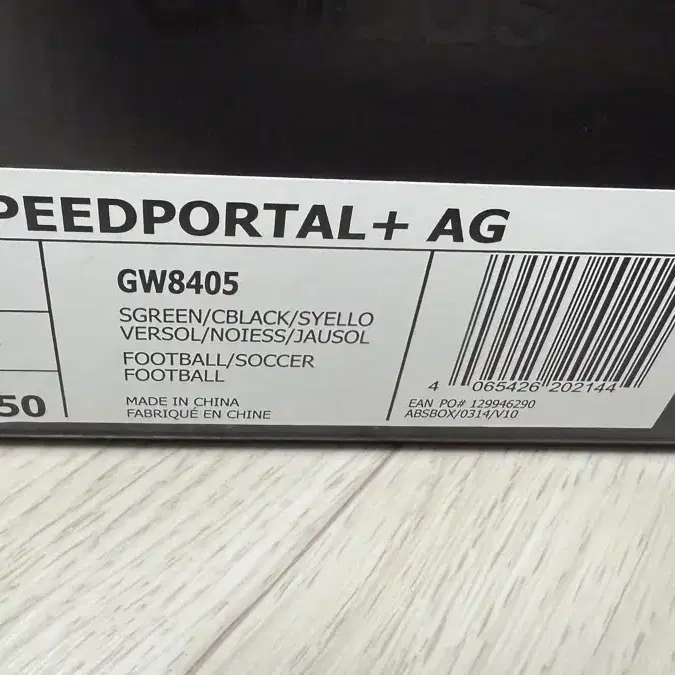 PEEDPORTAL+ AG
GW8405
SGREEN/CBLACK/SYELLO
VERSOL/NOIESS/JAUSOL
FOOTBALL/SOCCER
FOOTBALL
50
MADE IN CHINA
FABRIQUÉ EN CHINE
4 065426 202144
EAN PO# 129946290
ABSBOX/0314/V10